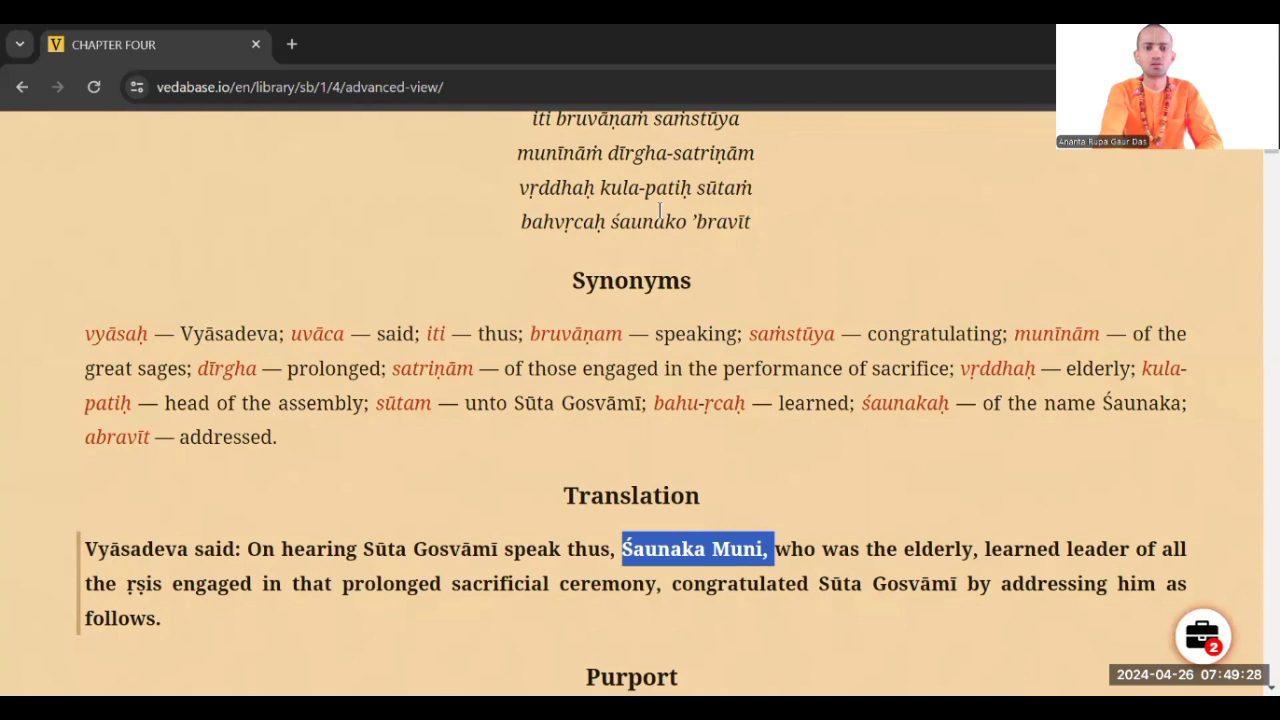 V CHAPTER FOUR
vedabase.io/en/library/sb/1/4/advanced-view/
Ananta Rupa Gaur Das
iti bruvāṇaṁ saṁstūya
munīnāṁ dīrgha-satriṇām
vṛddhaḥ kula-patiḥ sūtaṁ
bahvṛcaḥ śaunako ’bravīt
Synonyms
vyāsaḥ — Vyāsadeva; uvāca — said; iti — thus; bruvāṇam — speaking; saṁstūya — congratulating; munīnām — of the
great sages; dīrgha — prolonged; satriṇām — of those engaged in the performance of sacrifice; vṛddhaḥ — elderly; kula-
patiḥ — head of the assembly; sūtam — unto Sūta Gosvāmī; bahu-ṛcaḥ — learned; śaunakaḥ — of the name Śaunaka;
abravīt — addressed.
Translation
Vyāsadeva said: On hearing Sūta Gosvāmī speak thus, Śaunaka Muni, who was the elderly, learned leader of all
the ṛṣis engaged in that prolonged sacrificial ceremony, congratulated Sūta Gosvāmī by addressing him as
follows.
2
Purport
2024-04-26 07:49:28